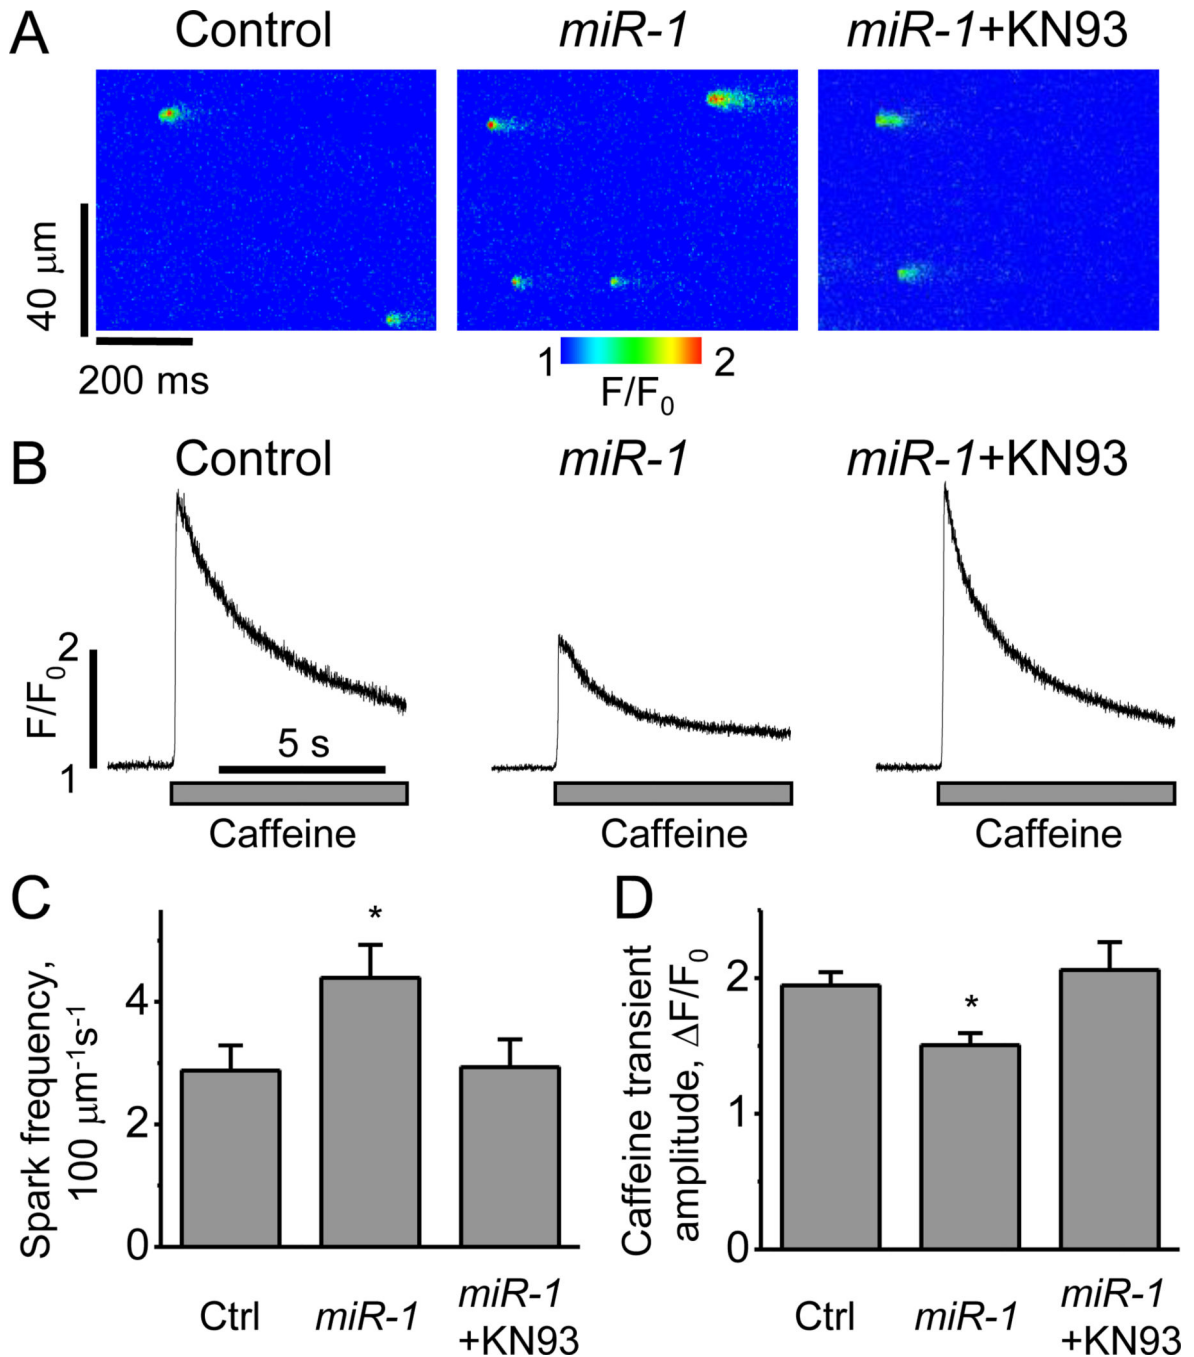 A
Control
miR-1
miR-1+KN93
40 μm
200 ms
1
2
F/F0
B
Control
miR-1
miR-1+KN93
2
F/F0
1
5 s
Caffeine
Caffeine
Caffeine
C
Spark frequency,
100 μm-1s-1
4
2
0
*
Ctrl
miR-1
miR-1
+KN93
D
Caffeine transient
amplitude, ΔF/F0
2
1
0
*
Ctrl
miR-1
miR-1
+KN93